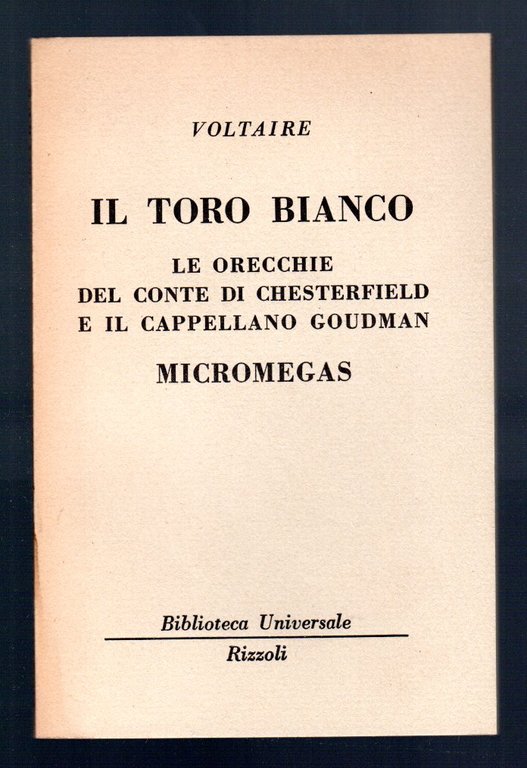 VOLTAIRE
IL TORO BIANCO
LE ORECCHIE
DEL CONTE DI CHESTERFIELD
E IL CAPPELLANO GOUDMAN
MICROMEGAS
Biblioteca Universale
Rizzoli